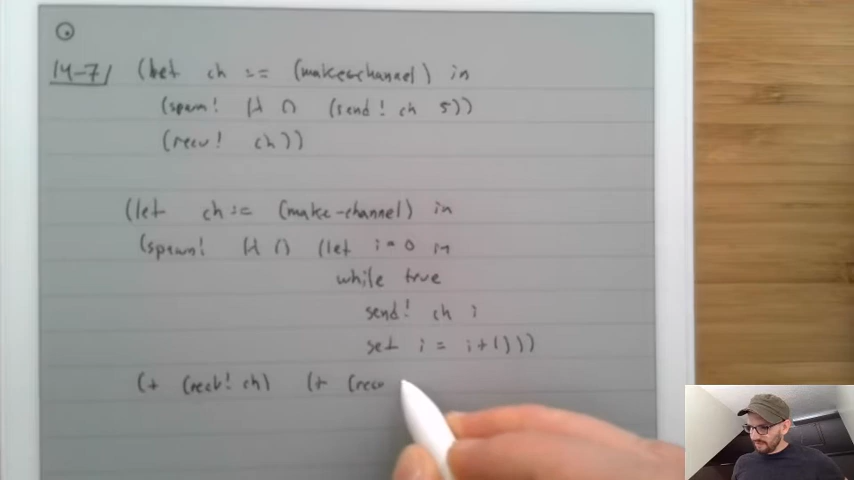 14-7/ (let ch := (make-channel) in
(spawn! (λ () (send! ch 5))
(recv! ch))
(let ch := (make-channel) in
(spawn! (λ () (let i = 0 in
while true
send! ch i
set i = i+1)))
(+ (recv! ch) (+ (recv